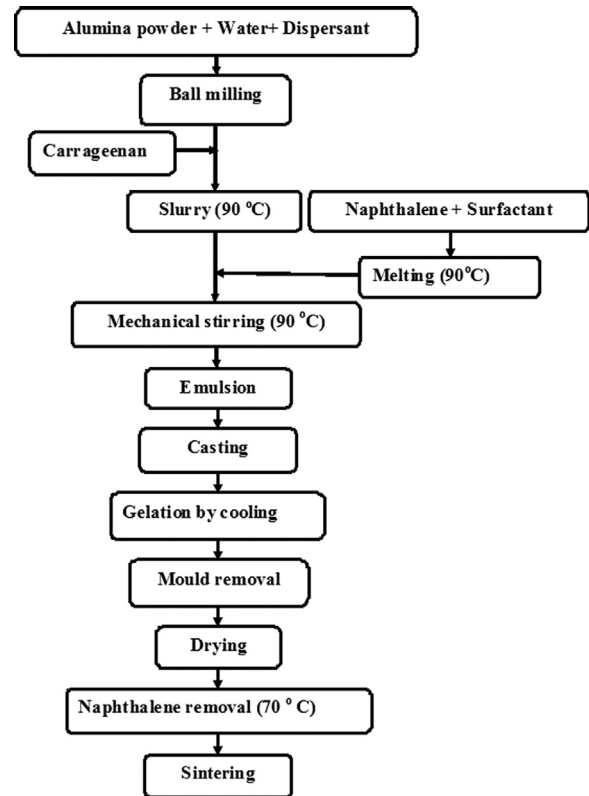 Alumina powder + Water+ Dispersant
Ball milling
Carrageenan
Slurry (90 °C)
Naphthalene + Surfactant
Melting (90°C)
Mechanical stirring (90 °C)
Emulsion
Casting
Gelation by cooling
Mould removal
Drying
Naphthalene removal (70 ° C)
Sintering